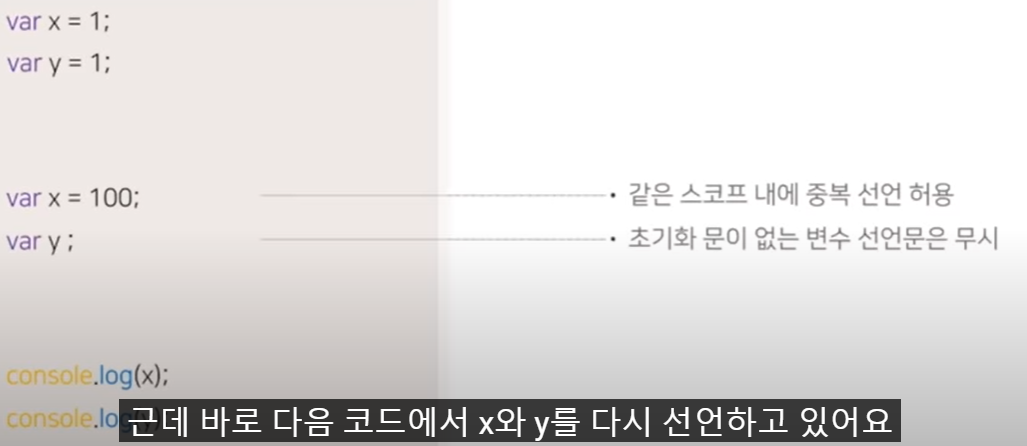 var x = 1;
var y = 1;
var x = 100;
• 같은 스코프 내에 중복 선언 허용
var y ;
• 초기화 문이 없는 변수 선언문은 무시
console.log(x);
console.log
근데 바로 다음 코드에서 x와 y를 다시 선언하고 있어요